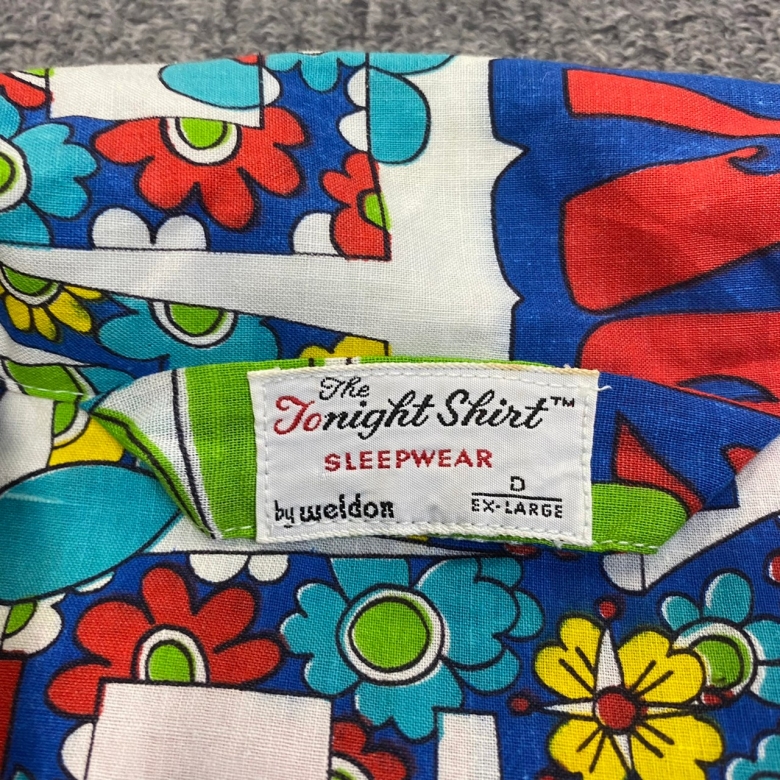 The
Tonight Shirt™
SLEEPWEAR
by weldon
D
EX-LARGE